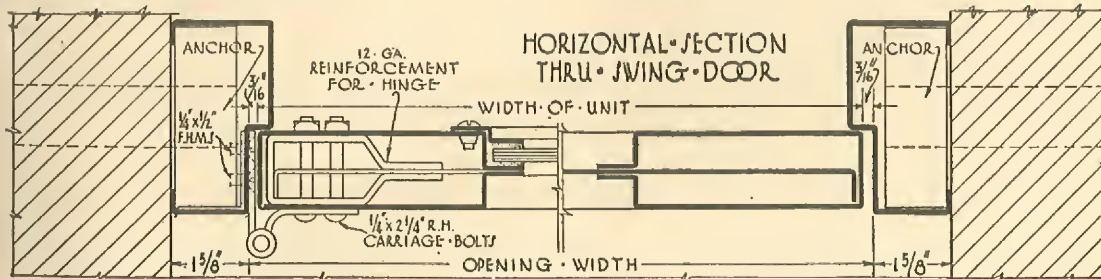 HORIZONTAL·SECTION
THRU·SWING·DOOR
ANCHOR
ANCHOR
12·GA.
REINFORCEMENT
FOR·HINGE
3/16"
3/16"
WIDTH·OF·UNIT
1/4"x1/2"
F.H.M.S
1/4"x2 1/4" R.H.
CARRIAGE·BOLTS
1 5/8"
OPENING·WIDTH
1 5/8"